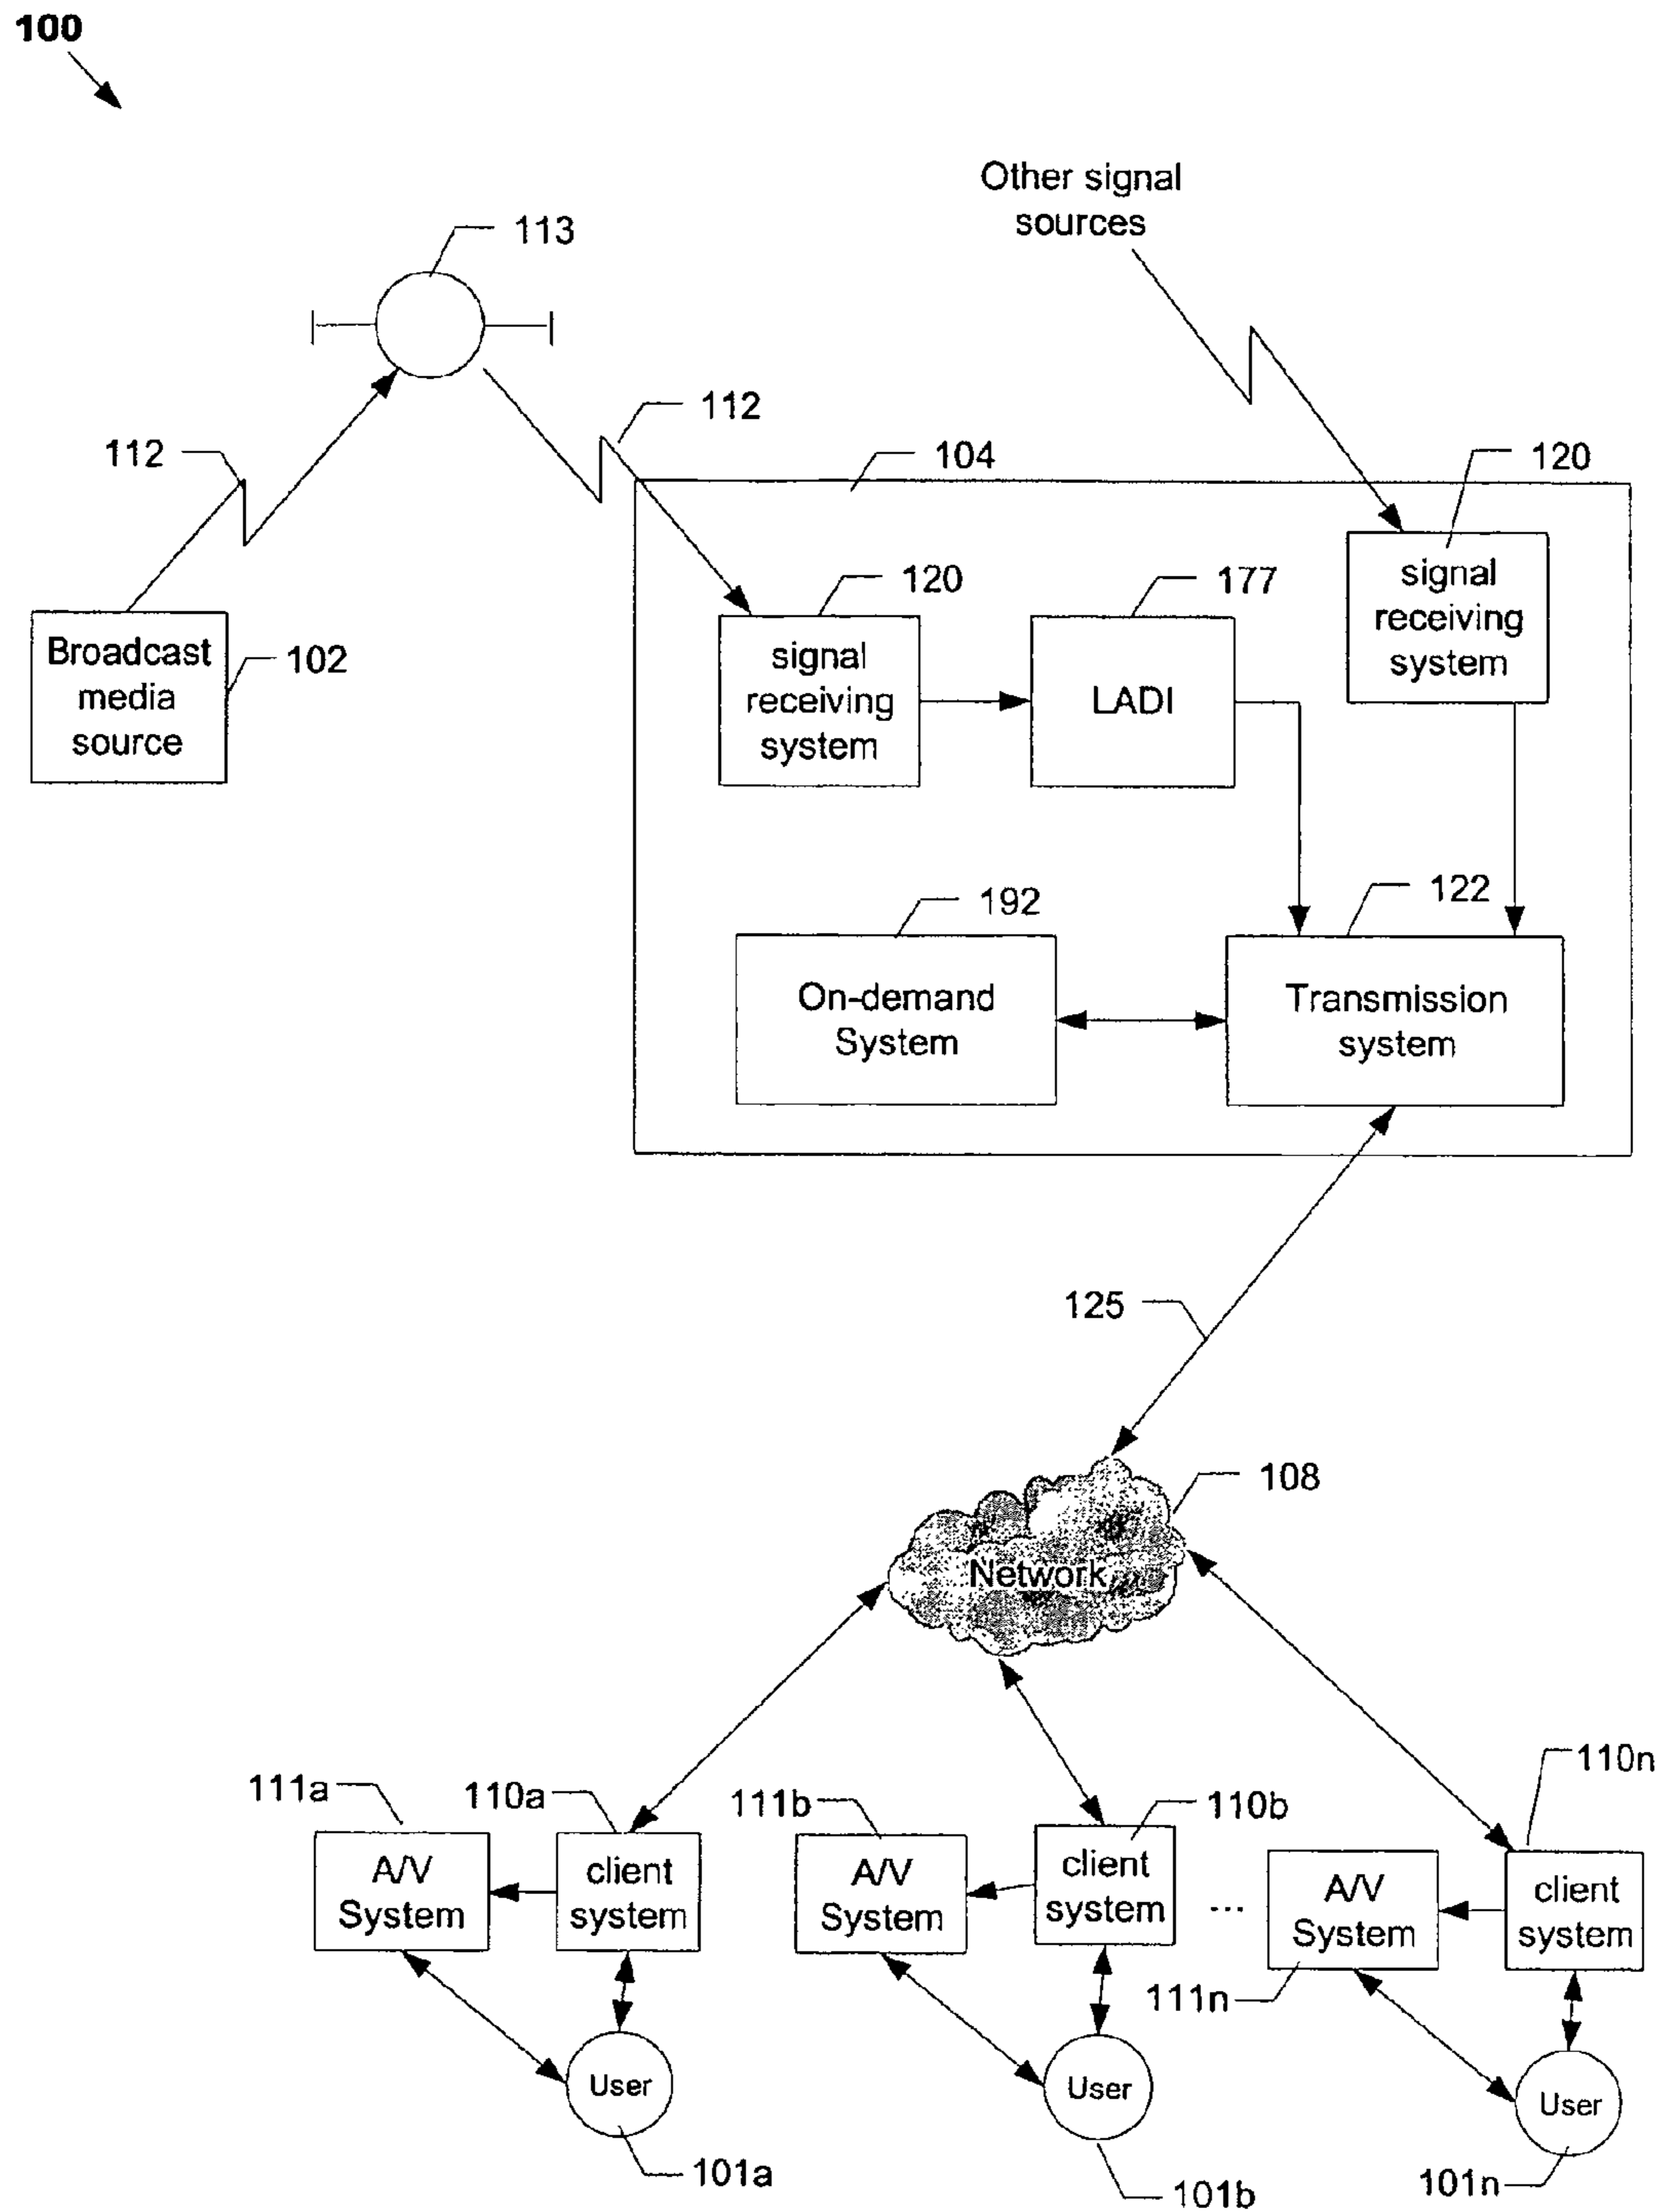 100
Other signal
sources
113
112
112
104
120
Broadcast
media
source
102
120
177
signal
receiving
system
signal
receiving
system
LADI
192
122
On-demand
System
Transmission
system
125
108
Network
111a
110a
111b
110b
110n
A/V
System
client
system
A/V
System
client
system
...
A/V
System
client
system
111n
User
User
User
101a
101b
101n